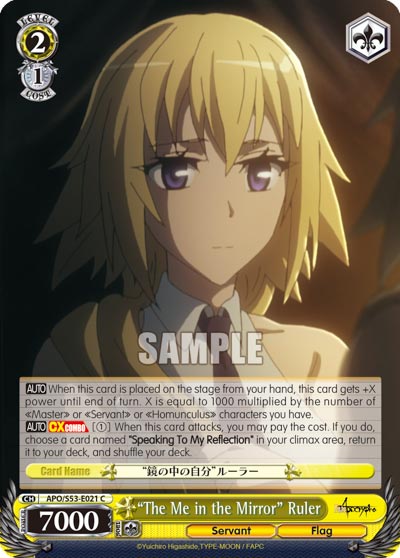 LEVEL
2
1
COST
SAMPLE
AUTO When this card is placed on the stage from your hand, this card gets +X
power until end of turn. X is equal to 1000 multiplied by the number of
«Master» or «Servant» or «Homunculus» characters you have.
AUTO CX COMBO [(1)] When this card attacks, you may pay the cost. If you do,
choose a card named "Speaking To My Reflection" in your climax area, return
it to your deck, and shuffle your deck.
Card Name
“鏡の中の自分”ルーラー
CH APO/S53-E021 C
POWER 7000 SOUL
“The Me in the Mirror” Ruler
Apocrypha
Servant Flag
©Yuichiro Higashide,TYPE-MOON / FAPC